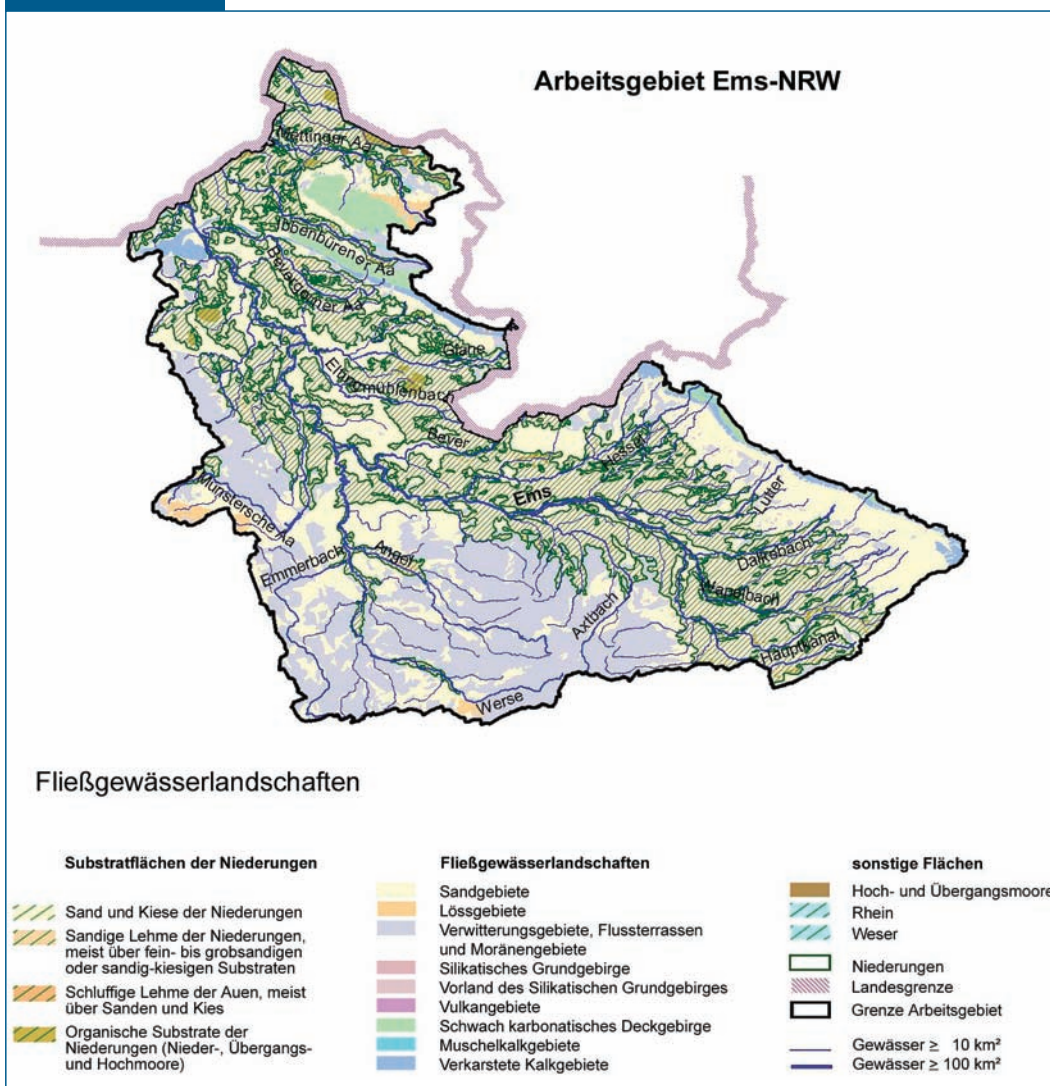 Arbeitsgebiet Ems-NRW
Mettinger Aa
Ibbenbürener Aa
Bevergerner Aa
Glane
Eltingmühlenbach
Bever
Hessel
Ems
Lutter
Münstersche Aa
Dalkebach
Emmerbach
Angel
Wapelbach
Axtbach
Hauptkanal
Werse
Fließgewässerlandschaften
Substratflächen der Niederungen
Sand und Kiese der Niederungen
Sandige Lehme der Niederungen,
meist über fein- bis grobsandigen
oder sandig-kiesigen Substraten
Schluffige Lehme der Auen, meist
über Sanden und Kies
Organische Substrate der
Niederungen (Nieder-, Übergangs-
und Hochmoore)
Fließgewässerlandschaften
Sandgebiete
Lössgebiete
Verwitterungsgebiete, Flussterrassen
und Moränengebiete
Silikatisches Grundgebirge
Vorland des Silikatischen Grundgebirges
Vulkangebiete
Schwach karbonatisches Deckgebirge
Muschelkalkgebiete
Verkarstete Kalkgebiete
sonstige Flächen
Hoch- und Übergangsmoore
Rhein
Weser
Niederungen
Landesgrenze
Grenze Arbeitsgebiet
Gewässer ≥ 10 km²
Gewässer ≥ 100 km²